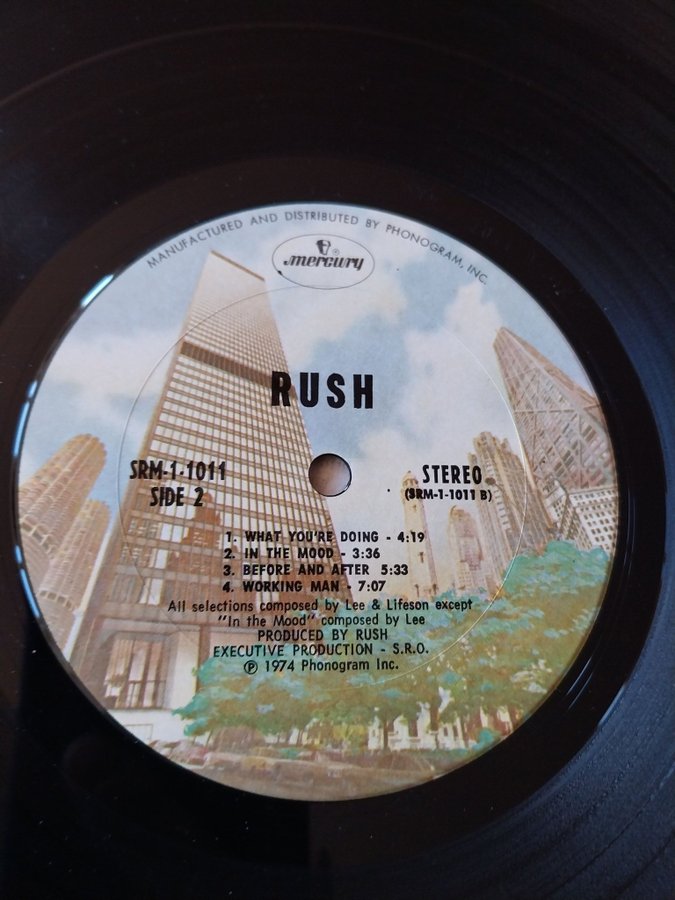 MANUFACTURED AND DISTRIBUTED BY PHONOGRAM, INC.
®
mercury
RUSH
SRM-1-1011
SIDE 2
STEREO
(SRM-1-1011 B)
1. WHAT YOU'RE DOING - 4:19
2. IN THE MOOD - 3:36
3. BEFORE AND AFTER 5:33
4. WORKING MAN - 7:07
All selections composed by Lee & Lifeson except
"In the Mood" composed by Lee
PRODUCED BY RUSH
EXECUTIVE PRODUCTION - S.R.O.
℗ 1974 Phonogram Inc.